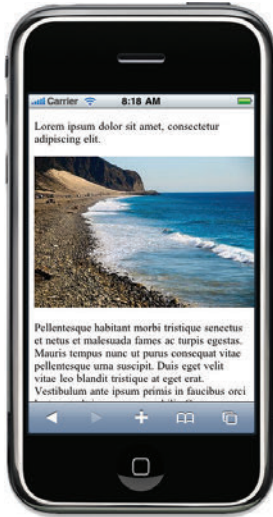 Carrier 8:18 AM
Lorem ipsum dolor sit amet, consectetur
adipiscing elit.
Pellentesque habitant morbi tristique senectus
et netus et malesuada fames ac turpis egestas.
Mauris tempus nunc ut purus consequat vitae
pellentesque urna suscipit. Duis eget velit
vitae leo blandit tristique at eget erat.
Vestibulum ante ipsum primis in faucibus orci